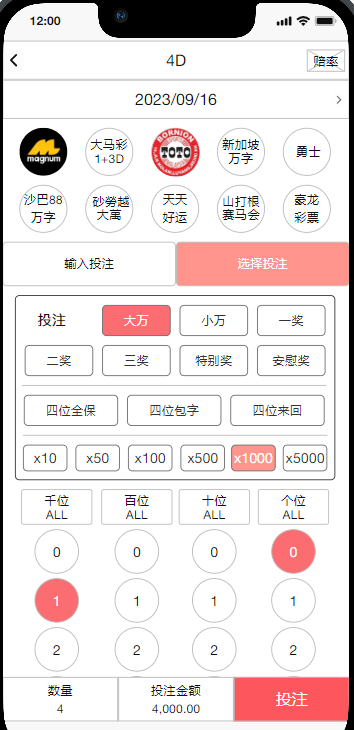 12:00
4D
赔率
2023/09/16
magnum
大马彩
1+3D
TOTO
新加坡
万字
勇士
沙巴88
万字
砂劳越
大萬
天天
好运
山打根
赛马会
豪龙
彩票
输入投注
选择投注
投注
大万
小万
一奖
二奖
三奖
特别奖
安慰奖
四位全保
四位包字
四位来回
x10
x50
x100
x500
x1000
x5000
千位
ALL
百位
ALL
十位
ALL
个位
ALL
0
0
0
0
1
1
1
1
2
2
2
2
数量
4
投注金额
4,000.00
投注